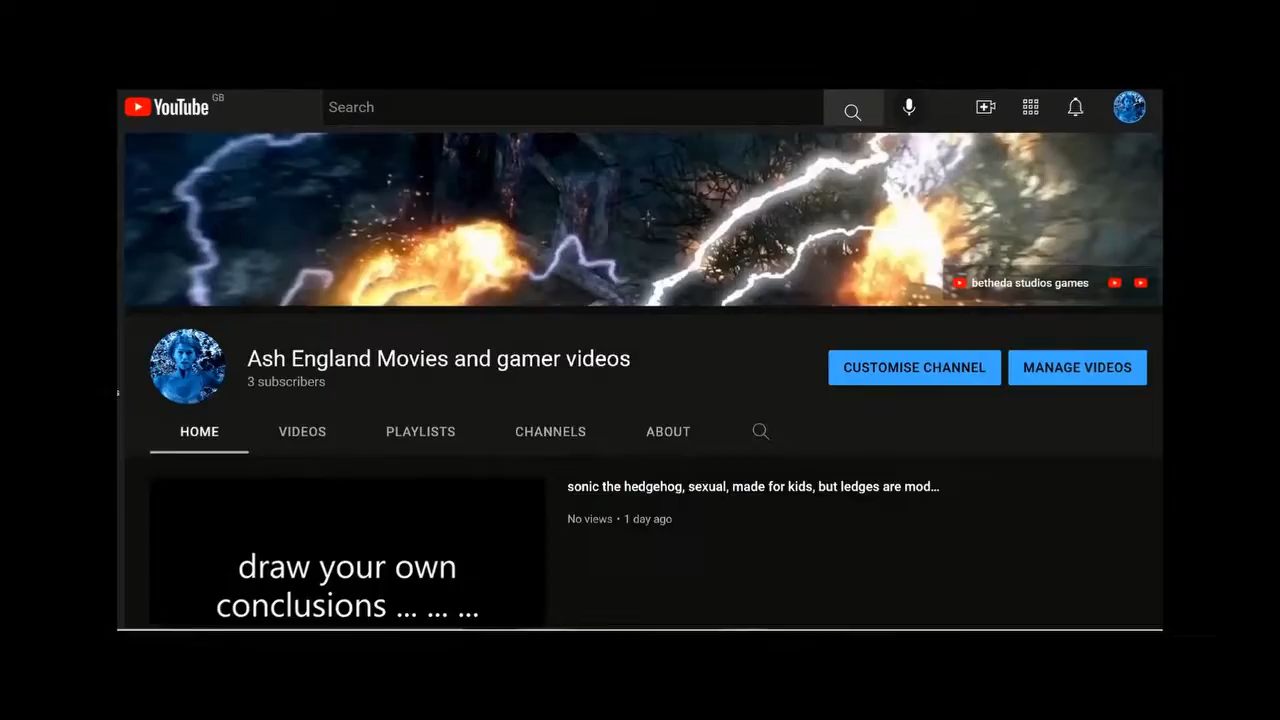 YouTube GB
Search
betheda studios games
Ash England Movies and gamer videos
3 subscribers
CUSTOMISE CHANNEL
MANAGE VIDEOS
HOME
VIDEOS
PLAYLISTS
CHANNELS
ABOUT
sonic the hedgehog, sexual, made for kids, but ledges are mod...
No views • 1 day ago
draw your own
conclusions ... ... ...